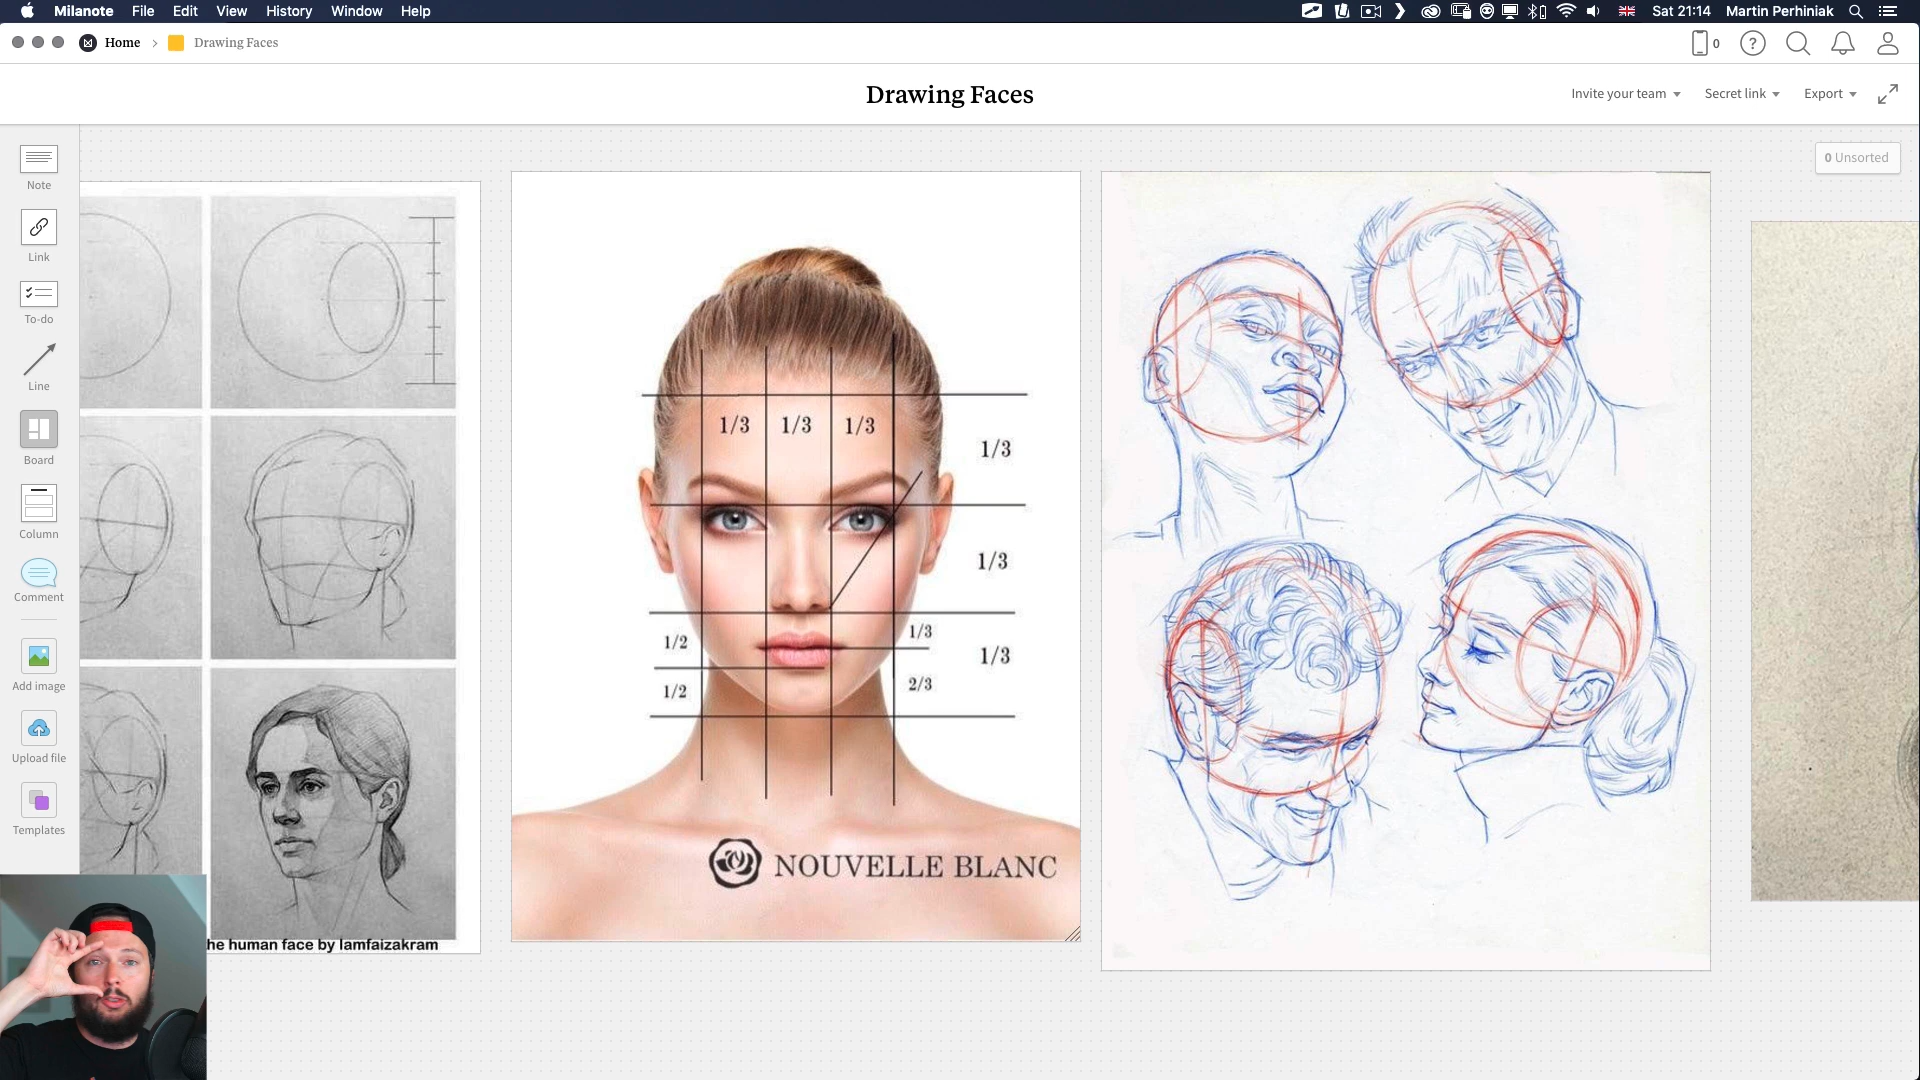 Milanote File Edit View History Window Help
Sat 21:14 Martin Perhiniak
Home Drawing Faces
0
Drawing Faces
Invite your team Secret link Export
0 Unsorted
Note
Link
To-do
Line
Board
Column
Comment
Add image
Upload file
Templates
1/3 1/3 1/3
1/3
1/3
1/2 1/3
1/3
1/2 2/3
NOUVELLE BLANC
he human face by Iamfaizakram